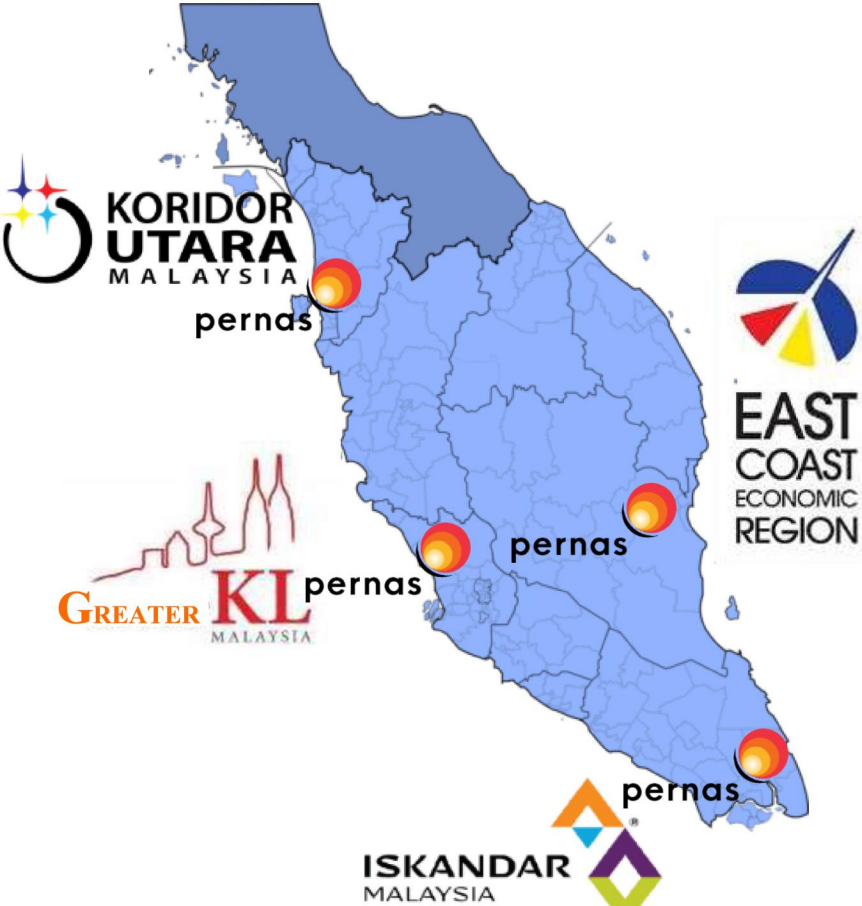 KORIDOR
UTARA
MALAYSIA
pernas
EAST
COAST
ECONOMIC
REGION
pernas
GREATER KL
MALAYSIA
pernas
pernas
ISKANDAR
MALAYSIA
®